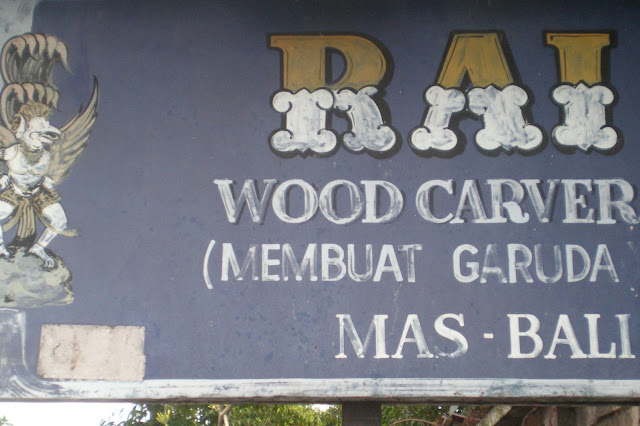 RAI
WOOD CARVER
(MEMBUAT GARUDA
MAS - BALI